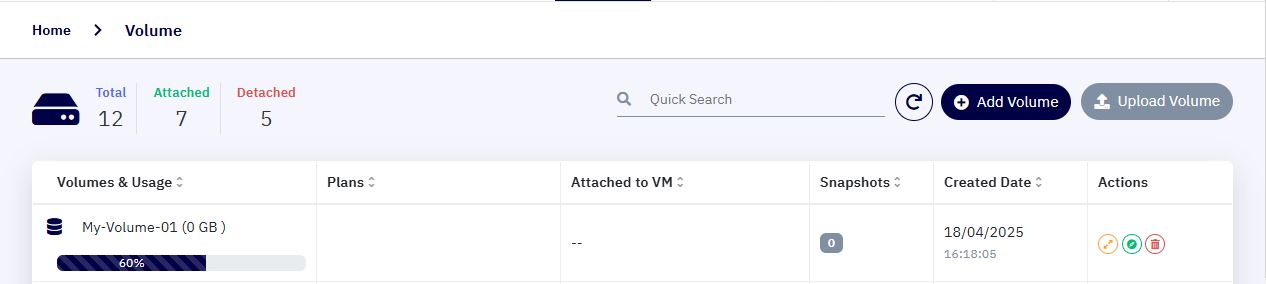 Home > Volume
Total Attached Detached
12 7 5
Quick Search
Add Volume
Upload Volume
Volumes & Usage Plans Attached to VM Snapshots Created Date Actions
My-Volume-01 (0 GB )
60%
--
0
18/04/2025
16:18:05